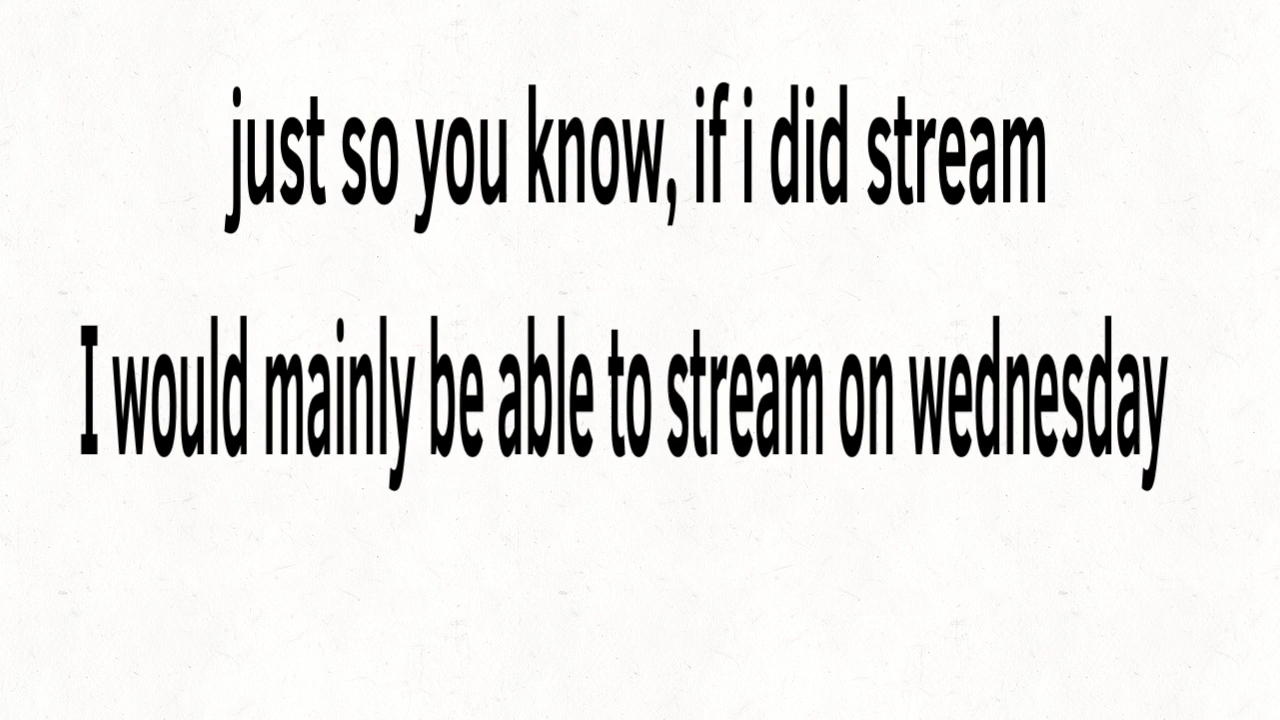 just so you know, if i did stream
I would mainly be able to stream on wednesday